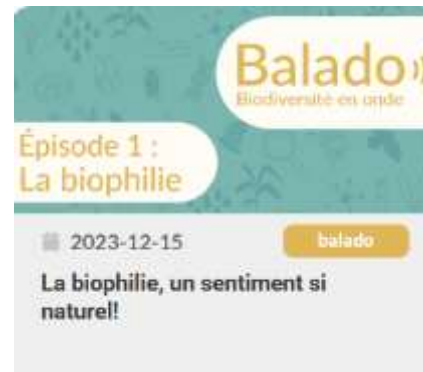 Balado
Biodiversité en onde
Épisode 1 :
La biophilie
2023-12-15
balado
La biophilie, un sentiment si
naturel!